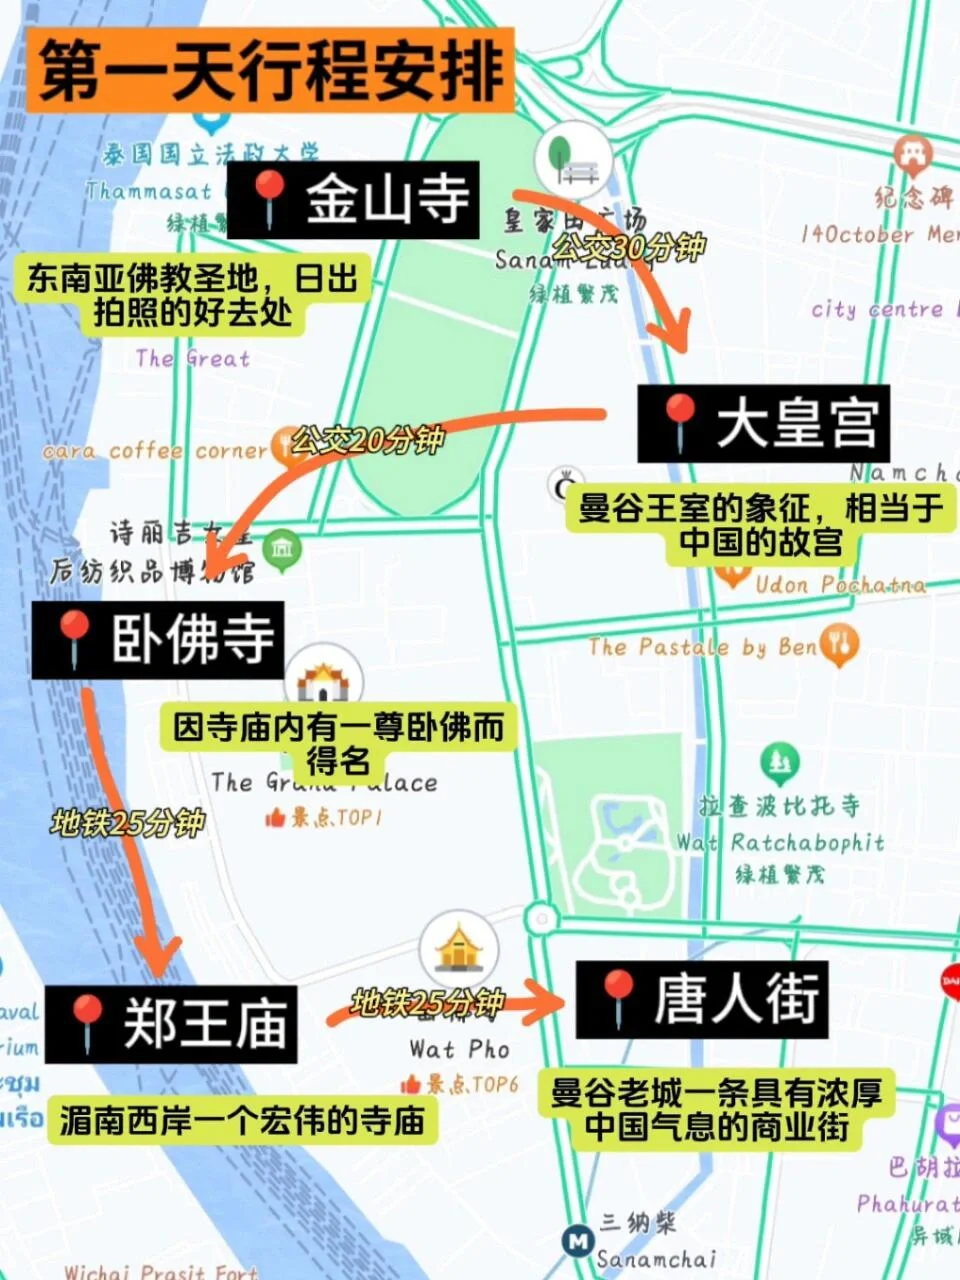 第一天行程安排
泰国国立法政大学
Thammasat
绿植繁
金山寺
皇家田广场
公交30分钟
Sanam Luang
绿植繁茂
纪念碑
14October Mem
东南亚佛教圣地，日出
拍照的好去处
city centre
The Great
大皇宫
公交20分钟
cara coffee corner
曼谷王室的象征，相当于
中国的故宫
诗丽吉女皇
后纺织品博物馆
Udon Pochatna
卧佛寺
The Pastale by Ben
因寺庙内有一尊卧佛而
得名
The Grand Palace
景点TOP1
地铁25分钟
拉查波比托寺
Wat Ratchabophit
绿植繁茂
唐人街
郑王庙
地铁25分钟
Wat Pho
景点TOP6
曼谷老城一条具有浓厚
中国气息的商业街
湄南西岸一个宏伟的寺庙
巴胡拉
Phahurat
异域
三纳柴
M
Sanamchai
Wichai Prasit Fort